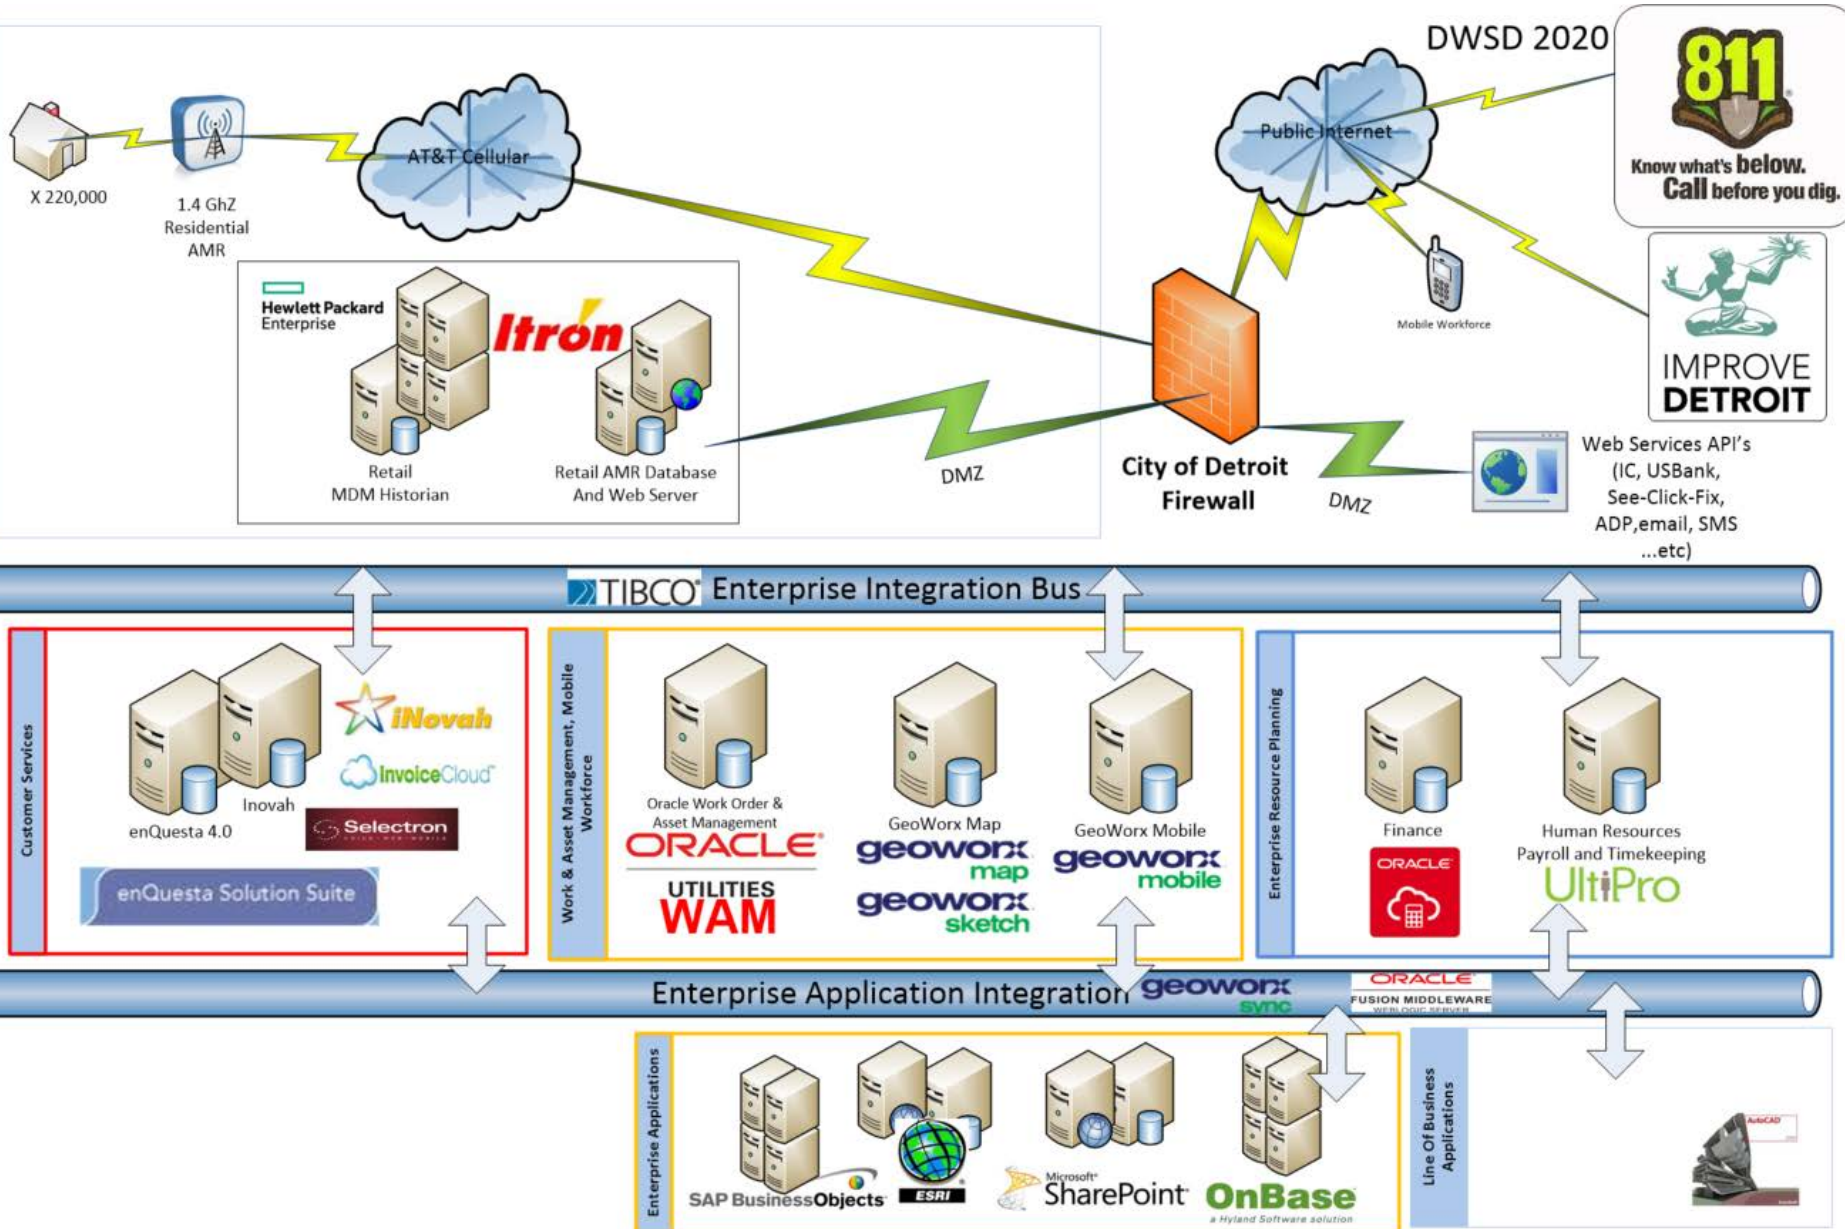 DWSD 2020
811
Know what's below.
Call before you dig.
AT&T Cellular
Public Internet
X 220,000
1.4 GhZ
Residential
AMR
Hewlett Packard
Enterprise
Itron
Retail
MDM Historian
Retail AMR Database
And Web Server
DMZ
City of Detroit
Firewall
DMZ
Mobile Workforce
IMPROVE
DETROIT
Web Services API's
(IC, USBank,
See-Click-Fix,
ADP,email, SMS
...etc)
TIBCO® Enterprise Integration Bus
Customer Services
enQuesta 4.0
Inovah
iNovah
InvoiceCloud
Selectron
enQuesta Solution Suite
Work & Asset Management, Mobile
Workforce
Oracle Work Order &
Asset Management
ORACLE®
UTILITIES
WAM
GeoWorx Map
geoworx
map
geoworx
sketch
GeoWorx Mobile
geoworx
mobile
Enterprise Resource Planning
Finance
ORACLE
Human Resources
Payroll and Timekeeping
UltiPro
Enterprise Application Integration
geoworx
sync
ORACLE
FUSION MIDDLEWARE
WEBLOGIC SERVER
Enterprise Applications
SAP BusinessObjects
ESRI
Microsoft®
SharePoint
OnBase
a Hyland Software solution
Line Of Business
Applications
AutoCAD